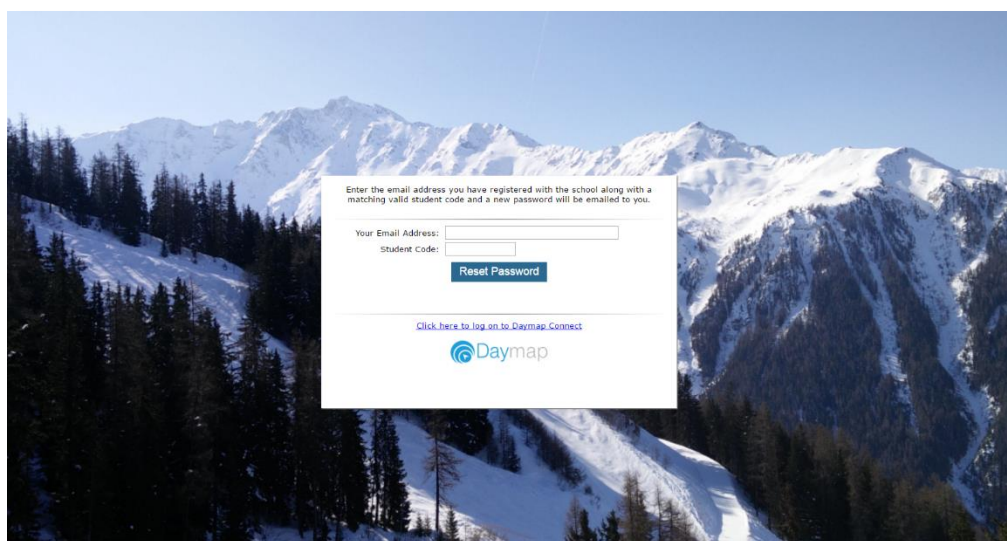 Enter the email address you have registered with the school along with a
matching valid student code and a new password will be emailed to you.
Your Email Address:
Student Code:
Reset Password
Click here to log on to Daymap Connect
Daymap